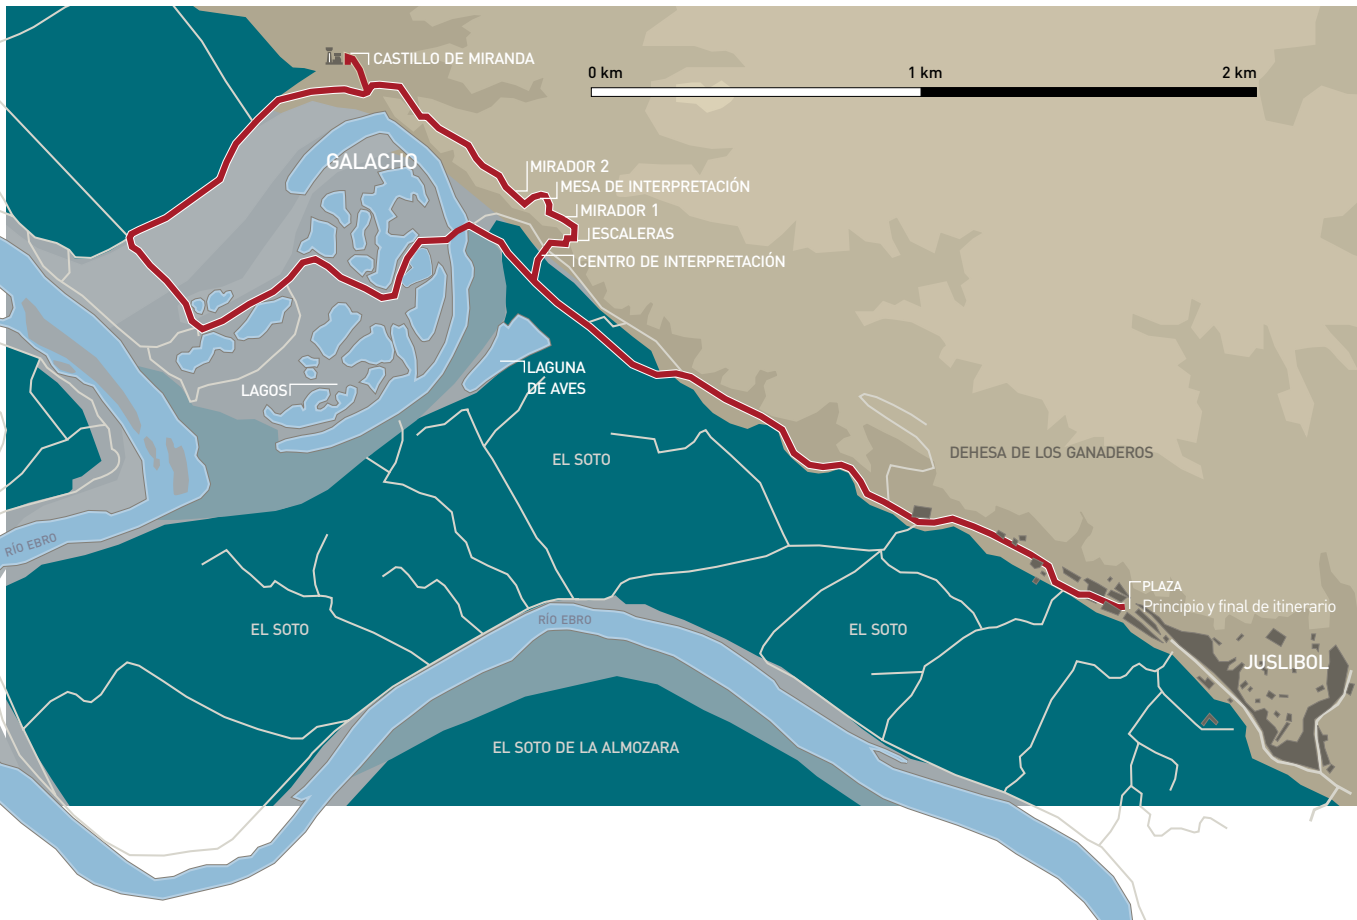 CASTILLO DE MIRANDA
0 km 1 km 2 km
GALACHO
MIRADOR 2
MESA DE INTERPRETACIÓN
MIRADOR 1
ESCALERAS
CENTRO DE INTERPRETACIÓN
LAGUNA
DE AVES
LAGOS
DEHESA DE LOS GANADEROS
EL SOTO
RÍO EBRO
PLAZA
Principio y final de itinerario
RÍO EBRO
EL SOTO
EL SOTO
JUSLIBOL
EL SOTO DE LA ALMOZARA